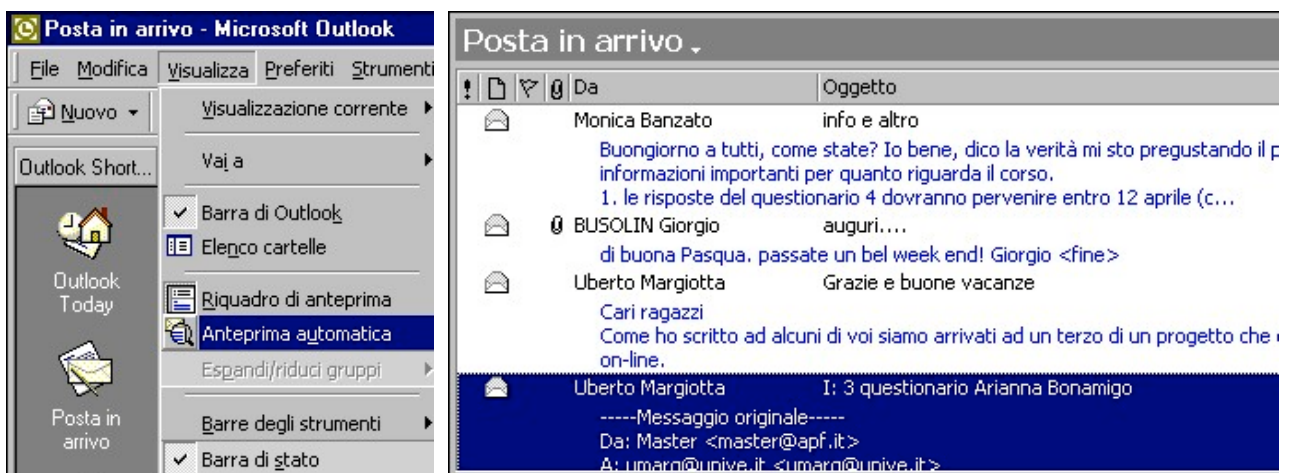 Posta in arrivo - Microsoft Outlook
File Modifica Visualizza Preferiti Strumenti
Nuovo
Outlook Short...
Outlook
Today
Posta in
arrivo
Visualizzazione corrente
Vai a
Barra di Outlook
Elenco cartelle
Riquadro di anteprima
Anteprima automatica
Espandi/riduci gruppi
Barre degli strumenti
Barra di stato
Posta in arrivo
Da Oggetto
Monica Banzato info e altro
Buongiorno a tutti, come state? Io bene, dico la verità mi sto pregustando il
informazioni importanti per quanto riguarda il corso.
1. le risposte del questionario 4 dovranno pervenire entro 12 aprile (c...
BUSOLIN Giorgio auguri....
di buona Pasqua. passate un bel week end! Giorgio <fine>
Uberto Margiotta Grazie e buone vacanze
Cari ragazzi
Come ho scritto ad alcuni di voi siamo arrivati ad un terzo di un progetto che
on-line.
Uberto Margiotta I: 3 questionario Arianna Bonamigo
-----Messaggio originale-----
Da: Master <master@apf.it>
A: umarg@unive.it <umarg@unive.it>